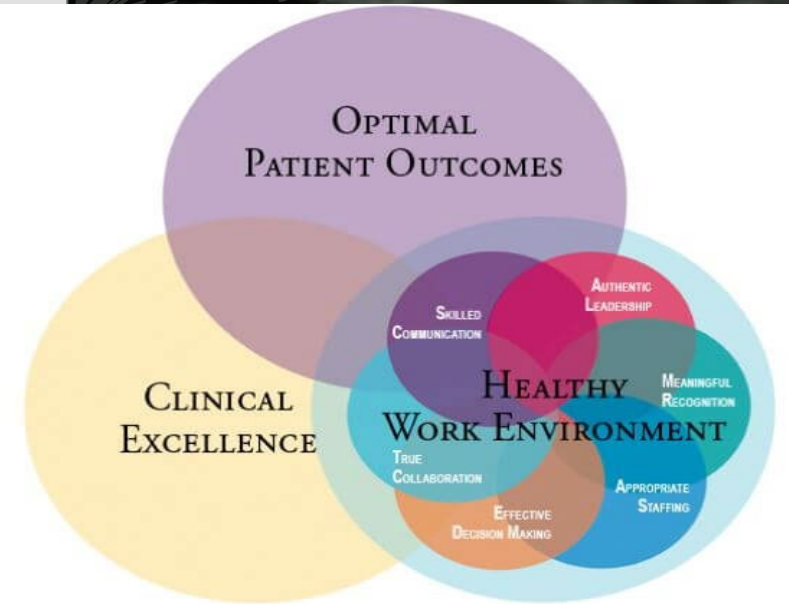 OPTIMAL
PATIENT OUTCOMES
AUTHENTIC
LEADERSHIP
SKILLED
COMMUNICATION
CLINICAL
EXCELLENCE
HEALTHY
WORK ENVIRONMENT
MEANINGFUL
RECOGNITION
TRUE
COLLABORATION
APPROPRIATE
STAFFING
EFFECTIVE
DECISION MAKING